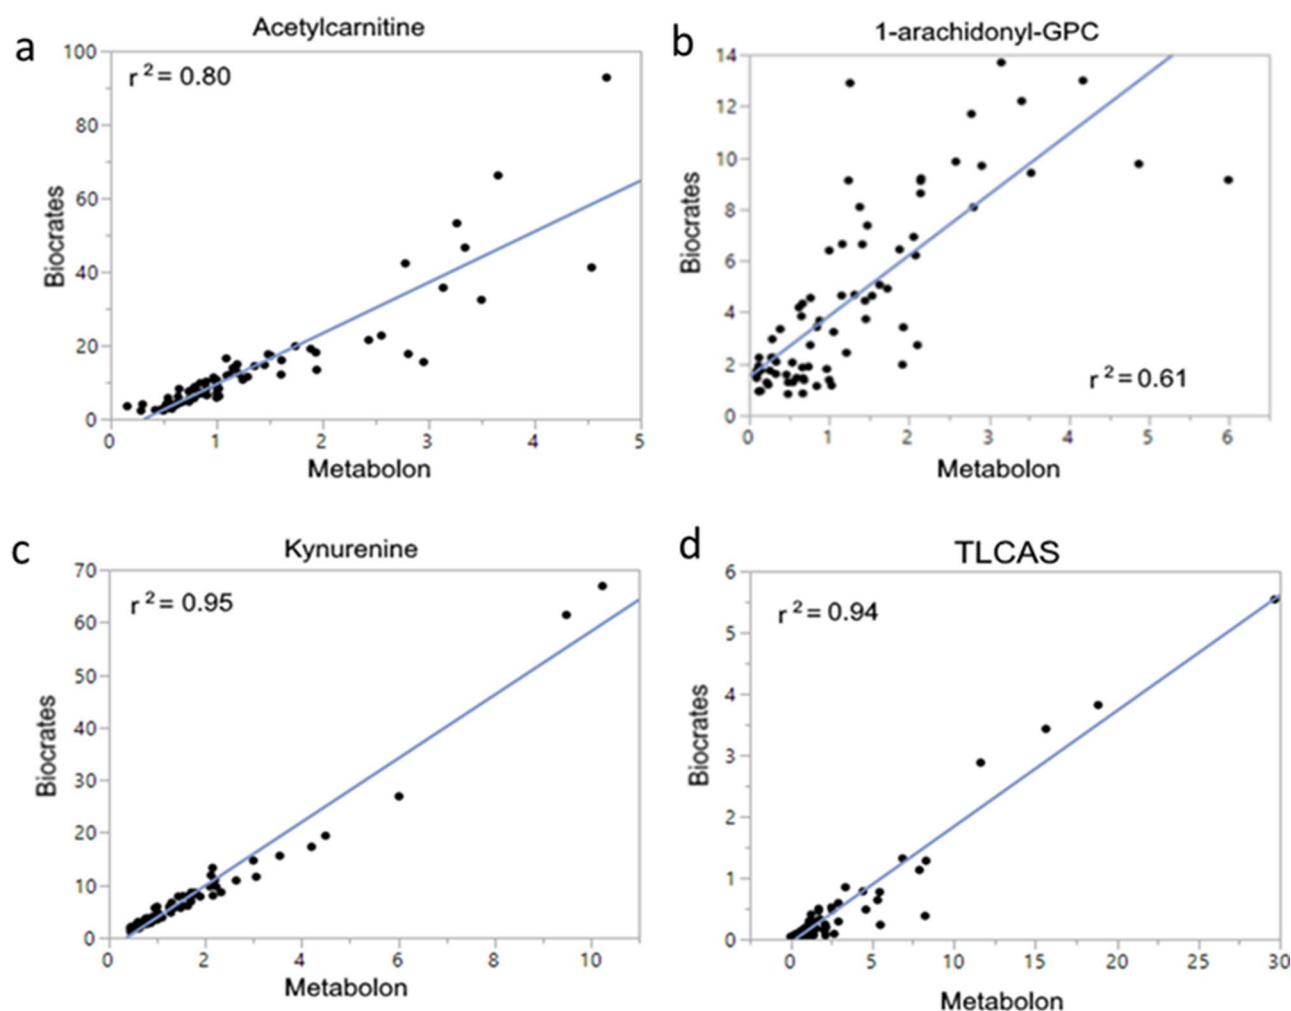 a
Acetylcarnitine
r² = 0.80
100
80
60
40
20
0
Biocrates
0 1 2 3 4 5
Metabolon
b
1-arachidonyl-GPC
14
12
10
8
6
4
2
0
Biocrates
r² = 0.61
0 1 2 3 4 5 6
Metabolon
c
Kynurenine
r² = 0.95
70
60
50
40
30
20
10
0
Biocrates
0 2 4 6 8 10
Metabolon
d
TLCAS
r² = 0.94
6
5
4
3
2
1
0
Biocrates
0 5 10 15 20 25 30
Metabolon